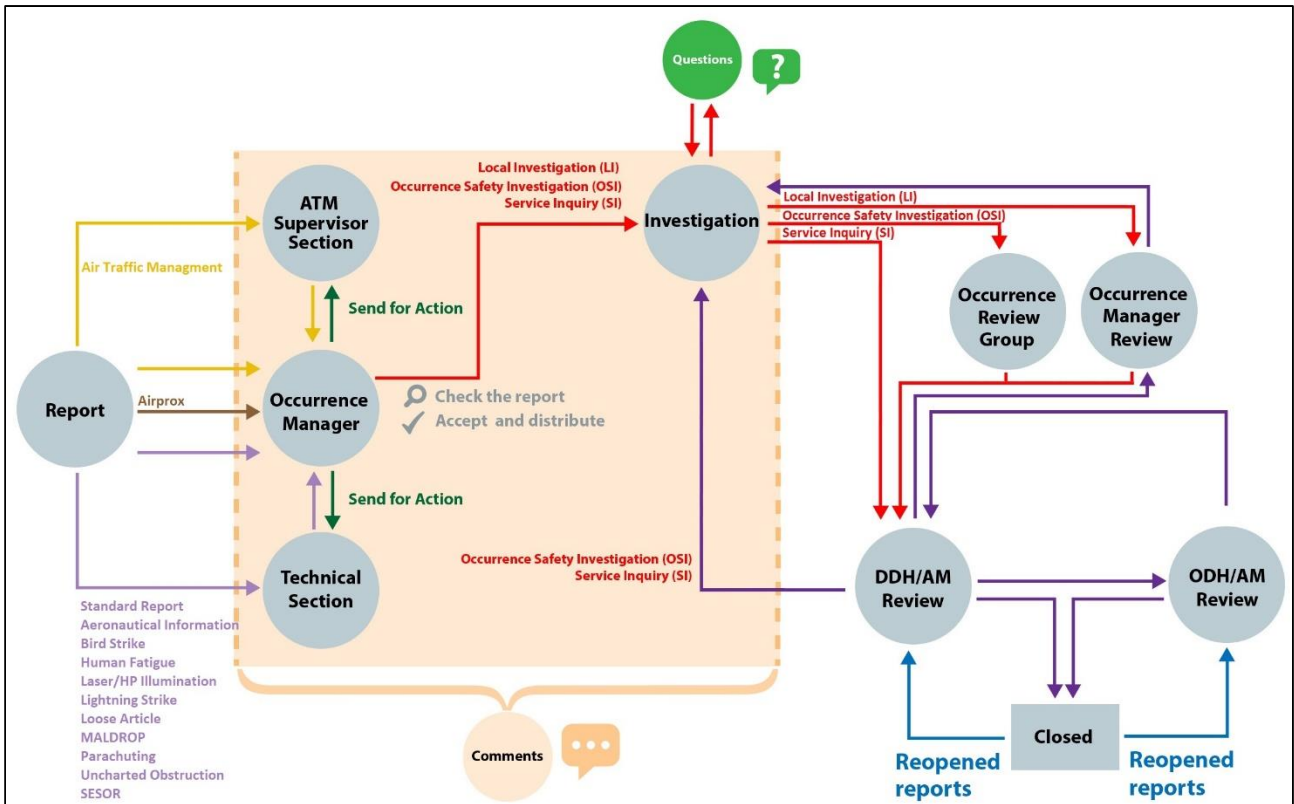 Questions
?
Local Investigation (LI)
Occurrence Safety Investigation (OSI)
Service Inquiry (SI)
ATM
Supervisor
Section
Investigation
Local Investigation (LI)
Occurrence Safety Investigation (OSI)
Service Inquiry (SI)
Air Traffic Managment
Send for Action
Occurrence
Review
Group
Occurrence
Manager
Review
Report
Airprox
Occurrence
Manager
Check the report
Accept and distribute
Send for Action
Technical
Section
Occurrence Safety Investigation (OSI)
Service Inquiry (SI)
DDH/AM
Review
ODH/AM
Review
Standard Report
Aeronautical Information
Bird Strike
Human Fatigue
Laser/HP Illumination
Lightning Strike
Loose Article
MALDROP
Parachuting
Uncharted Obstruction
SESOR
Comments
Closed
Reopened
reports
Reopened
reports